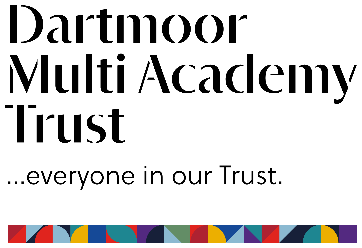 Dartmoor
Multi Academy
Trust
...everyone in our Trust.